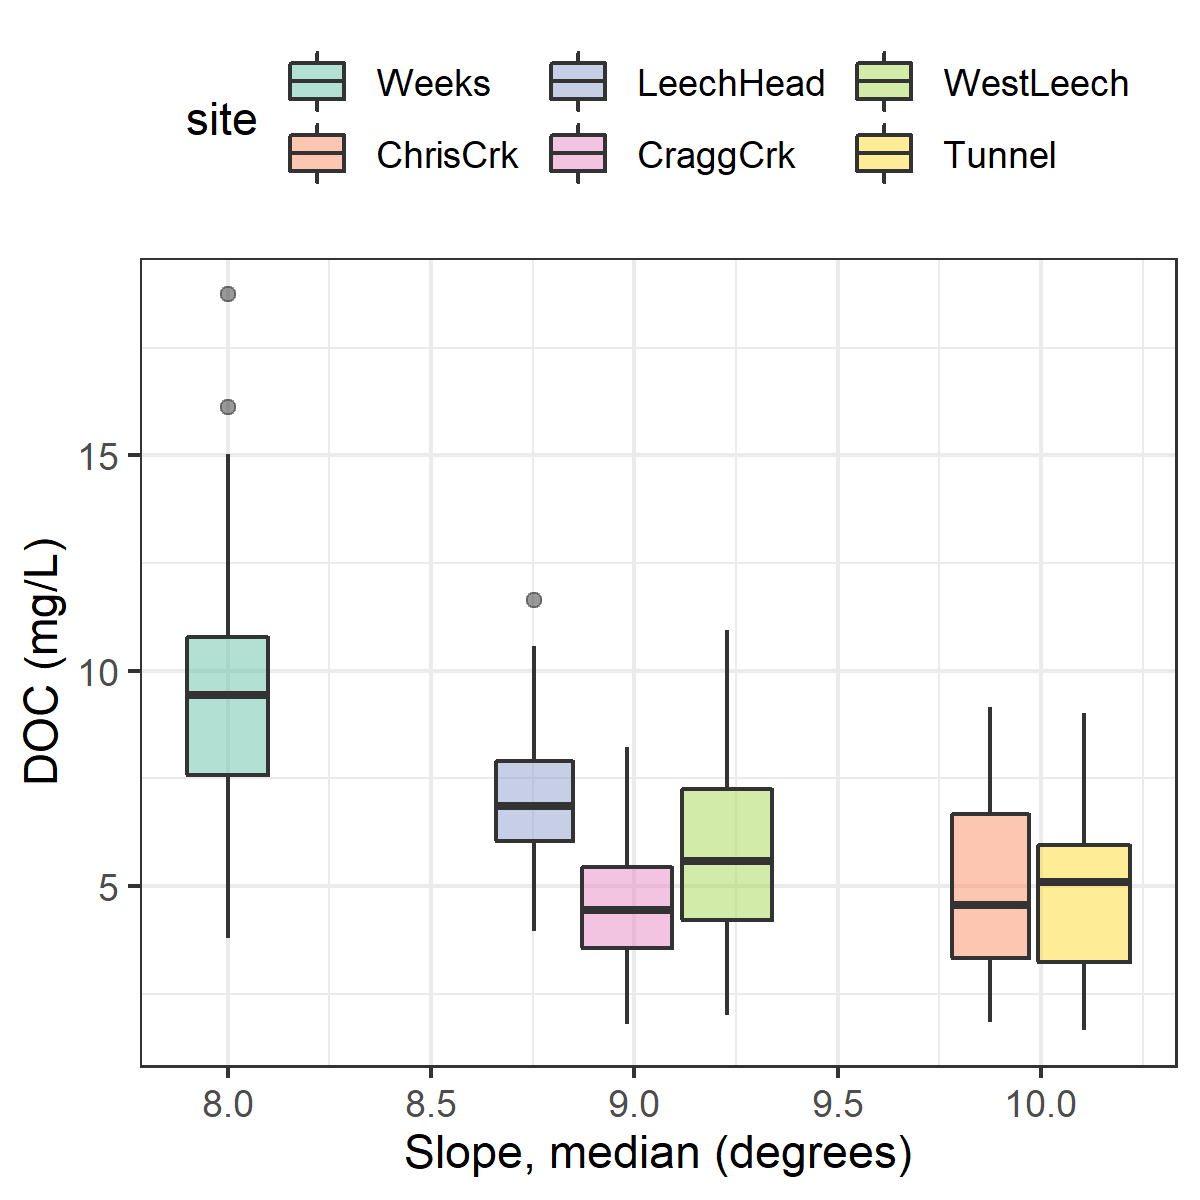 site
Weeks LeechHead WestLeech
ChrisCrk CraggCrk Tunnel
15
10
5
DOC (mg/L)
8.0 8.5 9.0 9.5 10.0
Slope, median (degrees)